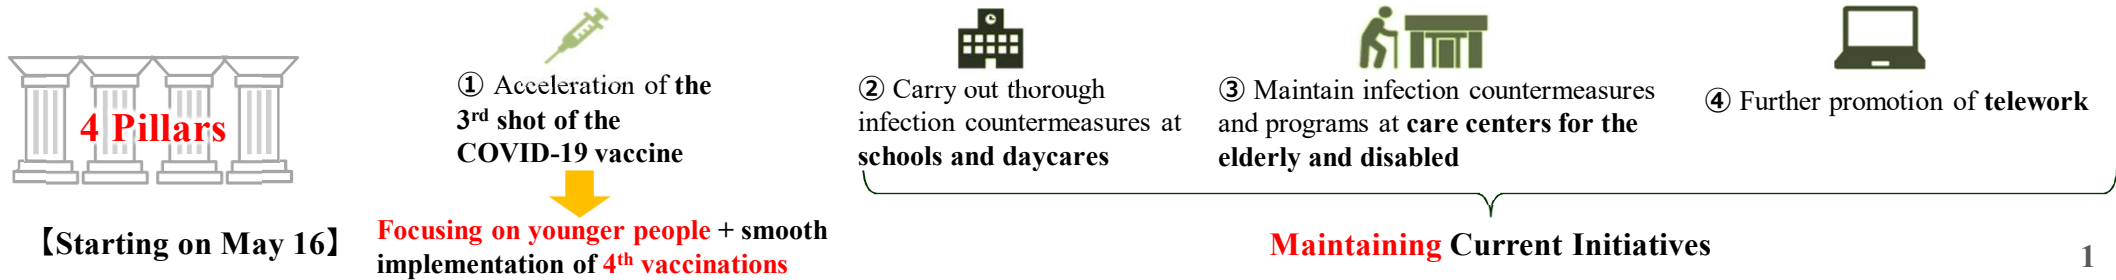 4 Pillars
【Starting on May 16】
① Acceleration of the
3rd shot of the
COVID-19 vaccine
Focusing on younger people + smooth
implementation of 4th vaccinations
② Carry out thorough
infection countermeasures at
schools and daycares
③ Maintain infection countermeasures
and programs at care centers for the
elderly and disabled
④ Further promotion of telework
Maintaining Current Initiatives
1